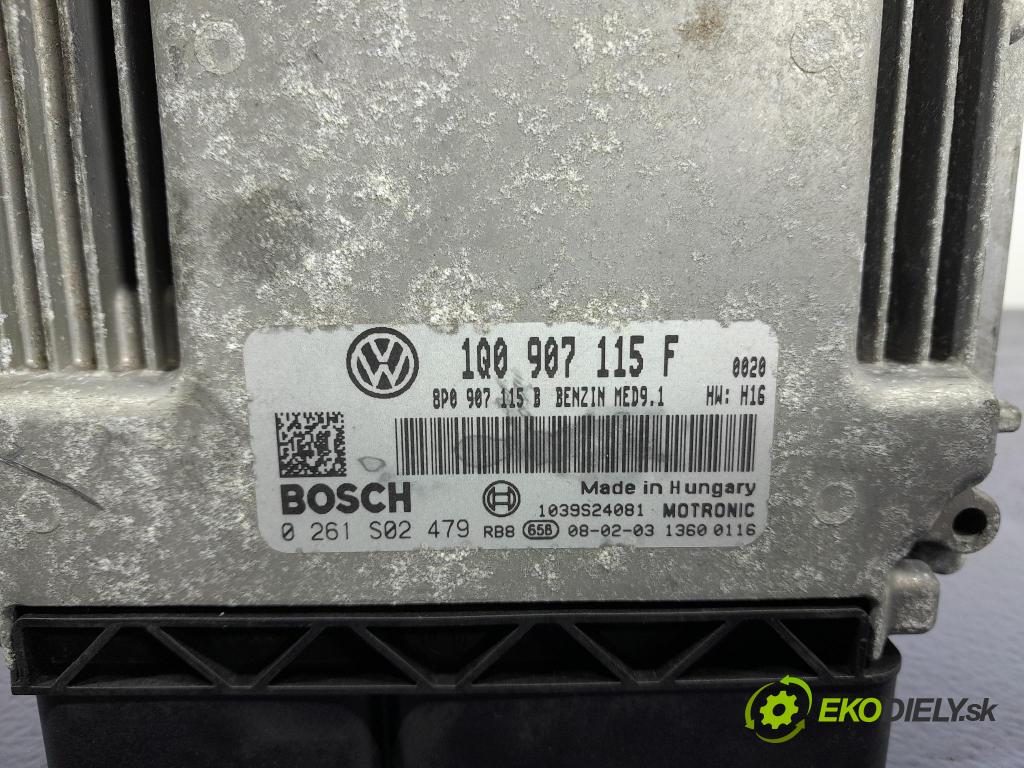 1Q0 907 115 F 0020
8P0 907 115 B BENZIN MED9.1 HW: H16
Made in Hungary
BOSCH 1039S24081 MOTRONIC
0 261 S02 479 RB8 65B 08-02-03 1360 0116
EKODIELY.sk